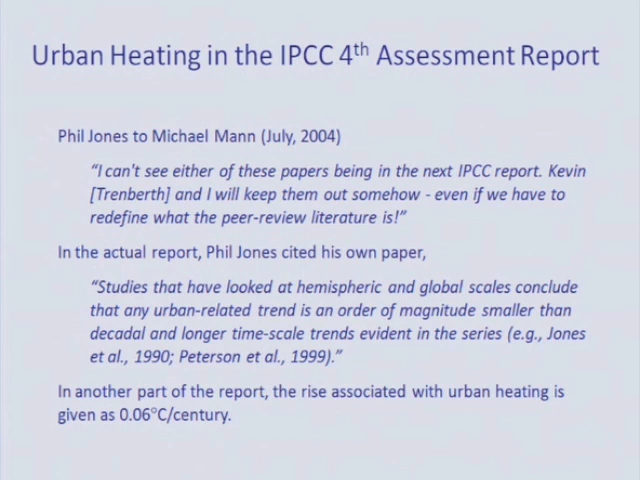 Urban Heating in the IPCC 4th Assessment Report
Phil Jones to Michael Mann (July, 2004)
"I can't see either of these papers being in the next IPCC report. Kevin
[Trenberth] and I will keep them out somehow - even if we have to
redefine what the peer-review literature is!"
In the actual report, Phil Jones cited his own paper,
"Studies that have looked at hemispheric and global scales conclude
that any urban-related trend is an order of magnitude smaller than
decadal and longer time-scale trends evident in the series (e.g., Jones
et al., 1990; Peterson et al., 1999)."
In another part of the report, the rise associated with urban heating is
given as 0.06°C/century.